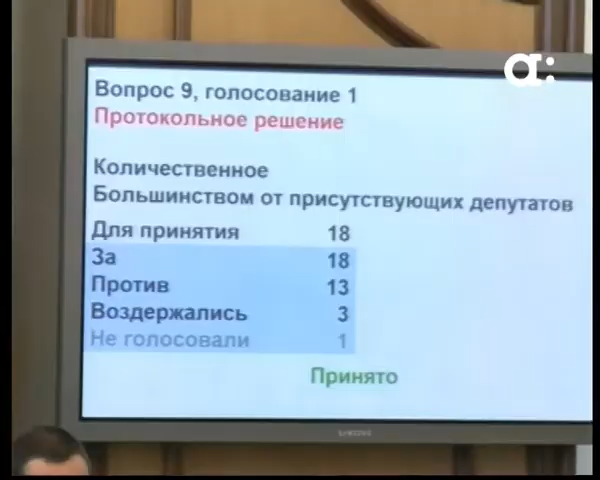 a:
Вопрос 9, голосование 1
Протокольное решение
Количественное
Большинством от присутствующих депутатов
Для принятия 18
За 18
Против 13
Воздержались 3
Не голосовали 1
Принято
SAMSUNG